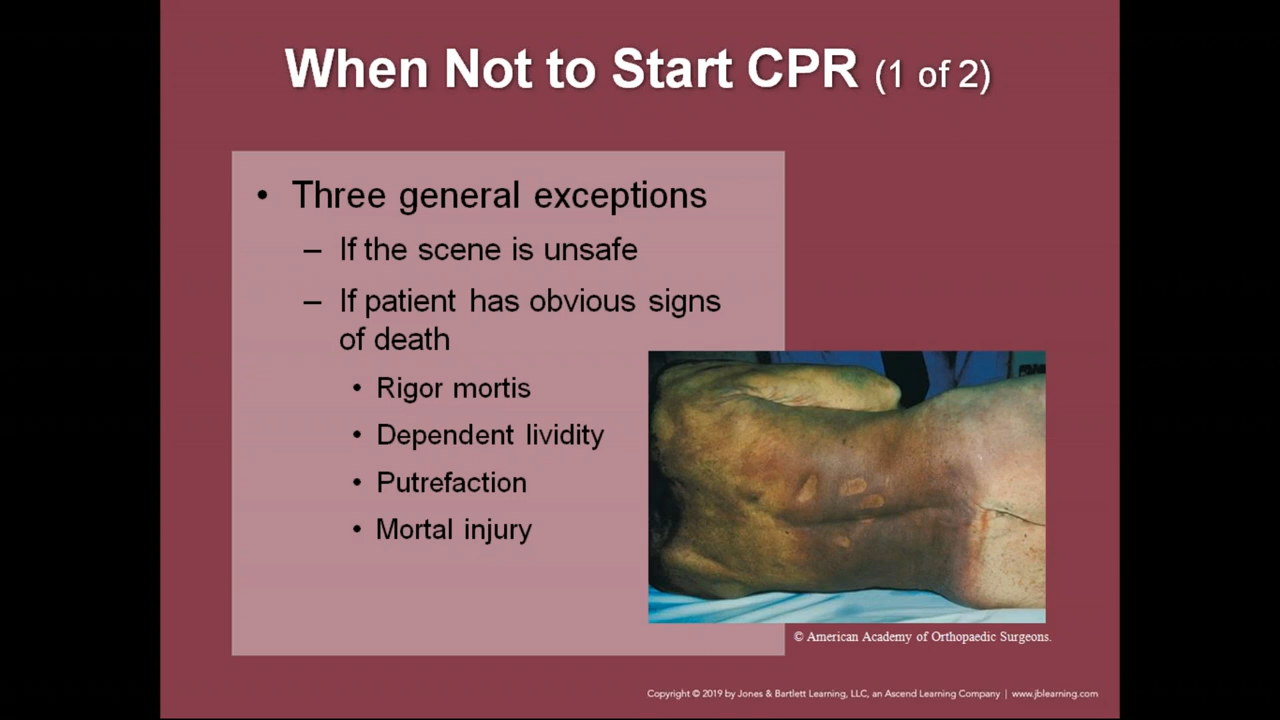 When Not to Start CPR (1 of 2)
• Three general exceptions
– If the scene is unsafe
– If patient has obvious signs
of death
• Rigor mortis
• Dependent lividity
• Putrefaction
• Mortal injury
© American Academy of Orthopaedic Surgeons.
Copyright © 2019 by Jones & Bartlett Learning, LLC, an Ascend Learning Company | www.jblearning.com